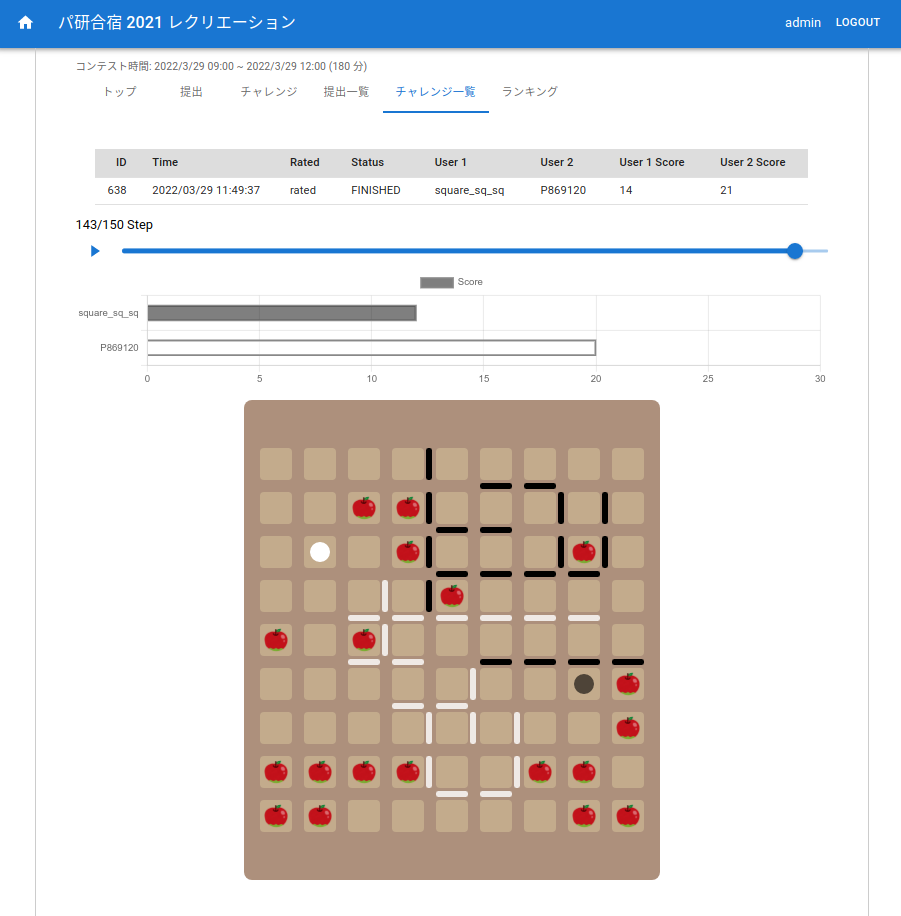 パ研合宿 2021 レクリエーション admin LOGOUT
コンテスト時間: 2022/3/29 09:00 ~ 2022/3/29 12:00 (180 分)
トップ 提出 チャレンジ 提出一覧 チャレンジ一覧 ランキング
ID Time Rated Status User 1 User 2 User 1 Score User 2 Score
638 2022/03/29 11:49:37 rated FINISHED square_sq_sq P869120 14 21
143/150 Step
Score
square_sq_sq
P869120
0 5 10 15 20 25 30